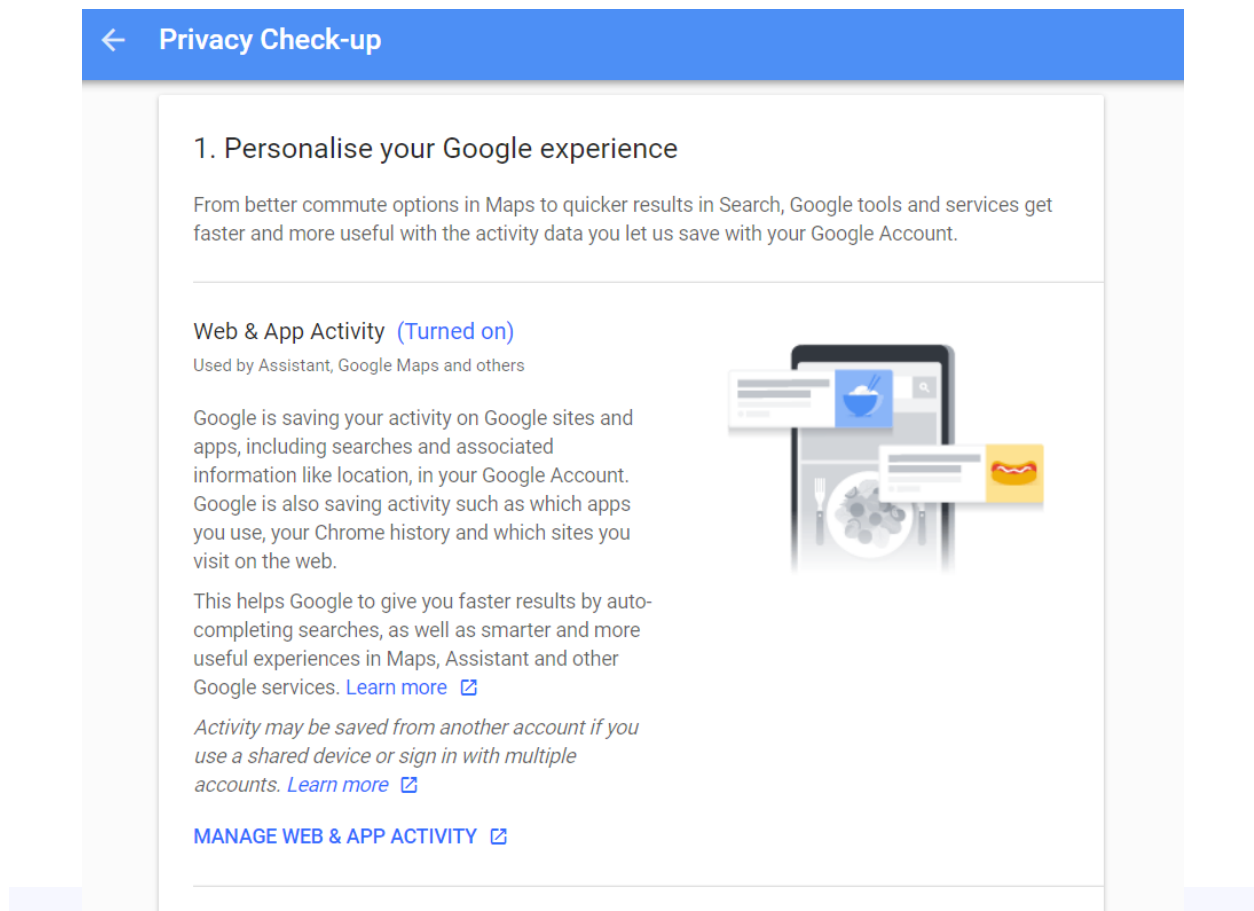 Privacy Check-up
1. Personalise your Google experience
From better commute options in Maps to quicker results in Search, Google tools and services get
faster and more useful with the activity data you let us save with your Google Account.
Web & App Activity (Turned on)
Used by Assistant, Google Maps and others
Google is saving your activity on Google sites and
apps, including searches and associated
information like location, in your Google Account.
Google is also saving activity such as which apps
you use, your Chrome history and which sites you
visit on the web.
This helps Google to give you faster results by auto-
completing searches, as well as smarter and more
useful experiences in Maps, Assistant and other
Google services. Learn more
Activity may be saved from another account if you
use a shared device or sign in with multiple
accounts. Learn more
MANAGE WEB & APP ACTIVITY